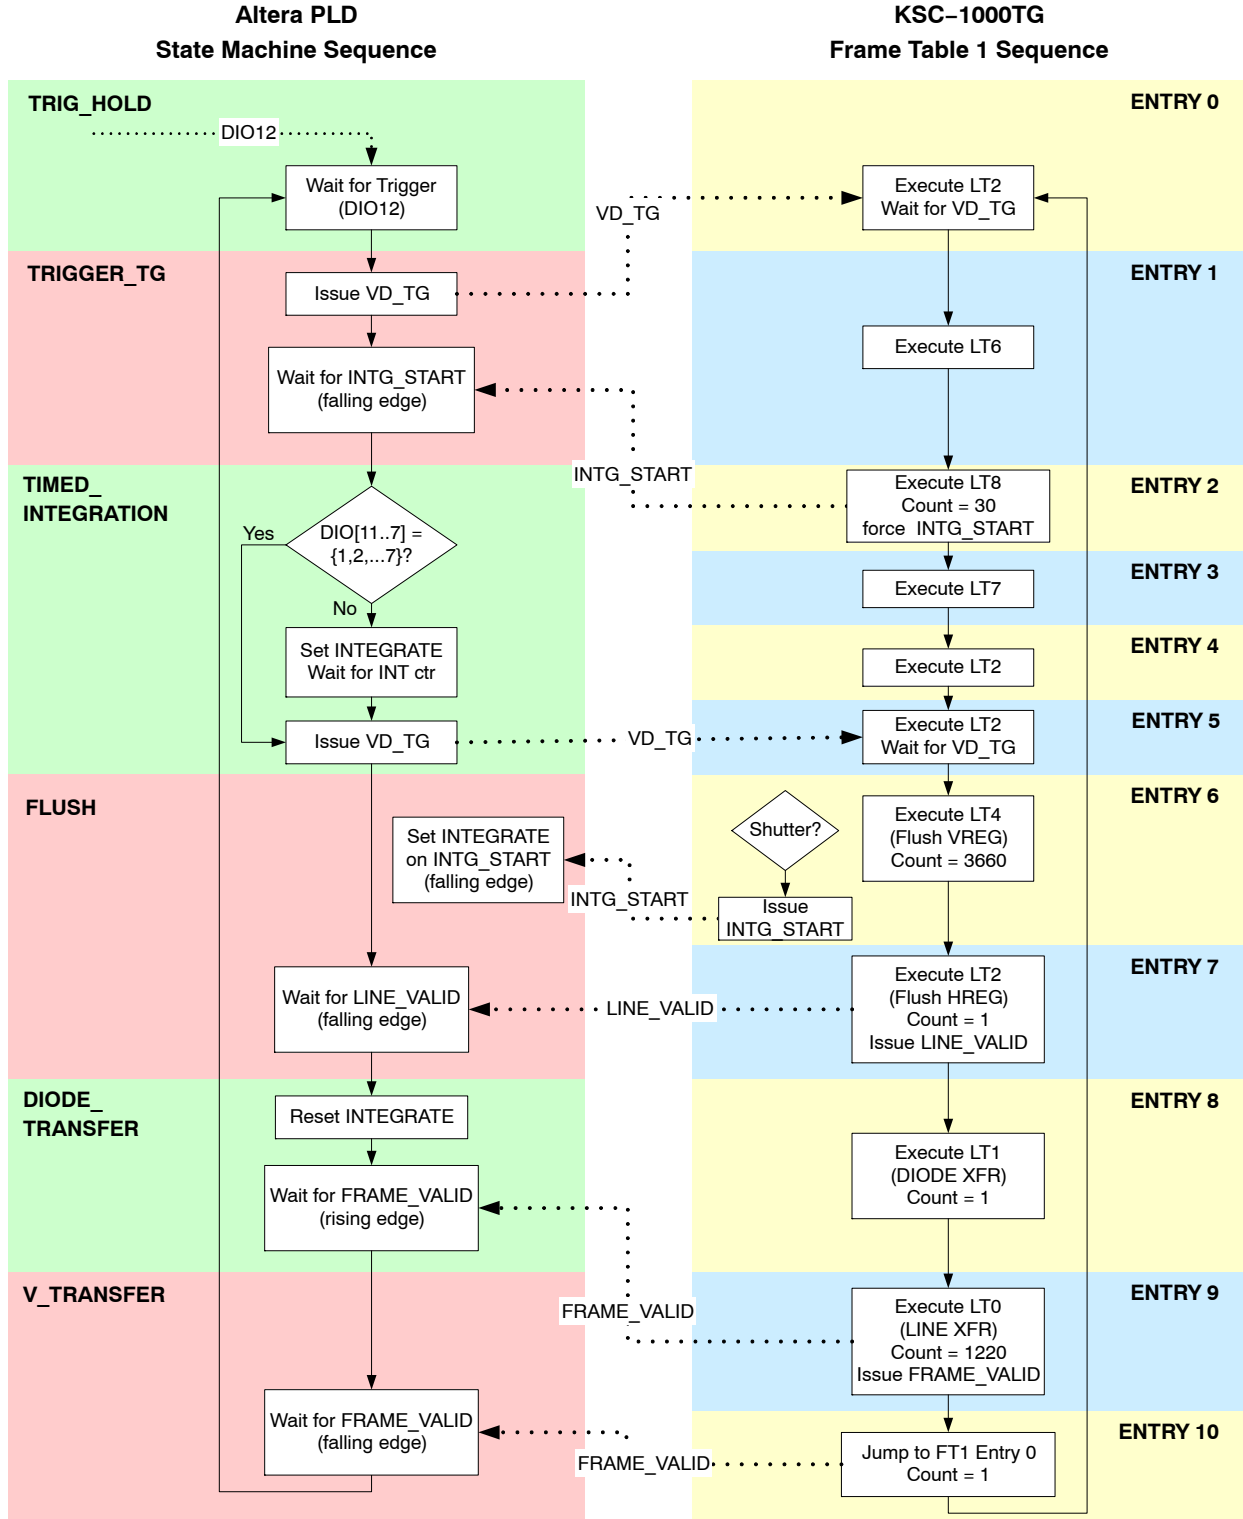 Altera PLD
State Machine Sequence
KSC−1000TG
Frame Table 1 Sequence
TRIG_HOLD
DIO12
Wait for Trigger
(DIO12)
TRIGGER_TG
Issue VD_TG
Wait for INTG_START
(falling edge)
TIMED_
INTEGRATION
DIO[11..7] =
{1,2,...7}?
Yes
No
Set INTEGRATE
Wait for INT ctr
Issue VD_TG
FLUSH
Set INTEGRATE
on INTG_START
(falling edge)
Wait for LINE_VALID
(falling edge)
DIODE_
TRANSFER
Reset INTEGRATE
Wait for FRAME_VALID
(rising edge)
V_TRANSFER
Wait for FRAME_VALID
(falling edge)
VD_TG
INTG_START
VD_TG
INTG_START
LINE_VALID
FRAME_VALID
FRAME_VALID
ENTRY 0
Execute LT2
Wait for VD_TG
ENTRY 1
Execute LT6
ENTRY 2
Execute LT8
Count = 30
force INTG_START
ENTRY 3
Execute LT7
ENTRY 4
Execute LT2
ENTRY 5
Execute LT2
Wait for VD_TG
ENTRY 6
Shutter?
Issue
INTG_START
Execute LT4
(Flush VREG)
Count = 3660
ENTRY 7
Execute LT2
(Flush HREG)
Count = 1
Issue LINE_VALID
ENTRY 8
Execute LT1
(DIODE XFR)
Count = 1
ENTRY 9
Execute LT0
(LINE XFR)
Count = 1220
Issue FRAME_VALID
ENTRY 10
Jump to FT1 Entry 0
Count = 1